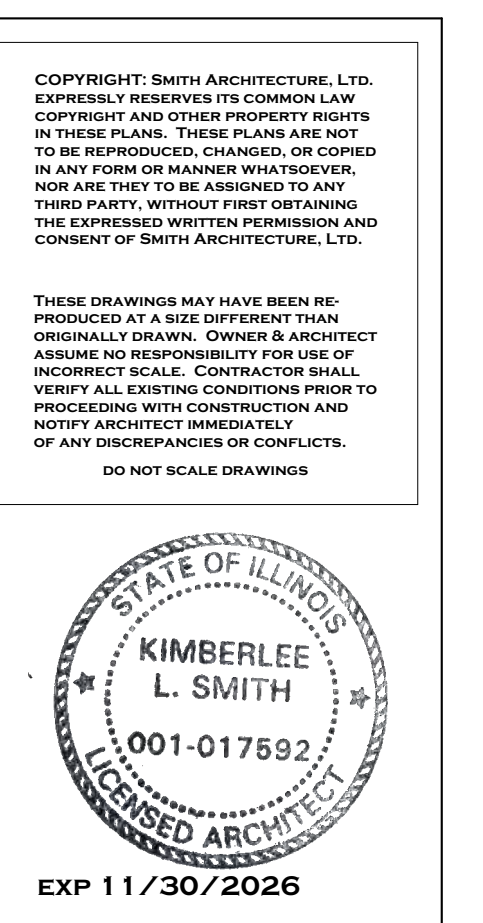 COPYRIGHT: SMITH ARCHITECTURE, LTD.
EXPRESSLY RESERVES ITS COMMON LAW
COPYRIGHT AND OTHER PROPERTY RIGHTS
IN THESE PLANS. THESE PLANS ARE NOT
TO BE REPRODUCED, CHANGED, OR COPIED
IN ANY FORM OR MANNER WHATSOEVER,
NOR ARE THEY TO BE ASSIGNED TO ANY
THIRD PARTY, WITHOUT FIRST OBTAINING
THE EXPRESSED WRITTEN PERMISSION AND
CONSENT OF SMITH ARCHITECTURE, LTD.
THESE DRAWINGS MAY HAVE BEEN RE-
PRODUCED AT A SIZE DIFFERENT THAN
ORIGINALLY DRAWN. OWNER & ARCHITECT
ASSUME NO RESPONSIBILITY FOR USE OF
INCORRECT SCALE. CONTRACTOR SHALL
VERIFY ALL EXISTING CONDITIONS PRIOR TO
PROCEEDING WITH CONSTRUCTION AND
NOTIFY ARCHITECT IMMEDIATELY
OF ANY DISCREPANCIES OR CONFLICTS.
DO NOT SCALE DRAWINGS
STATE OF ILLINOIS
KIMBERLEE
L. SMITH
001-017592
LICENSED ARCHITECT
EXP 11/30/2026